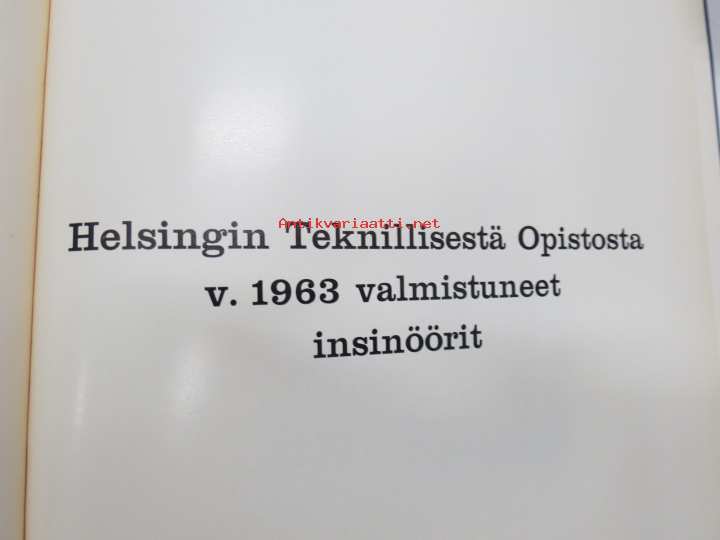 Antikvariaatti.net
Helsingin Teknillisestä Opistosta
v. 1963 valmistuneet
insinöörit